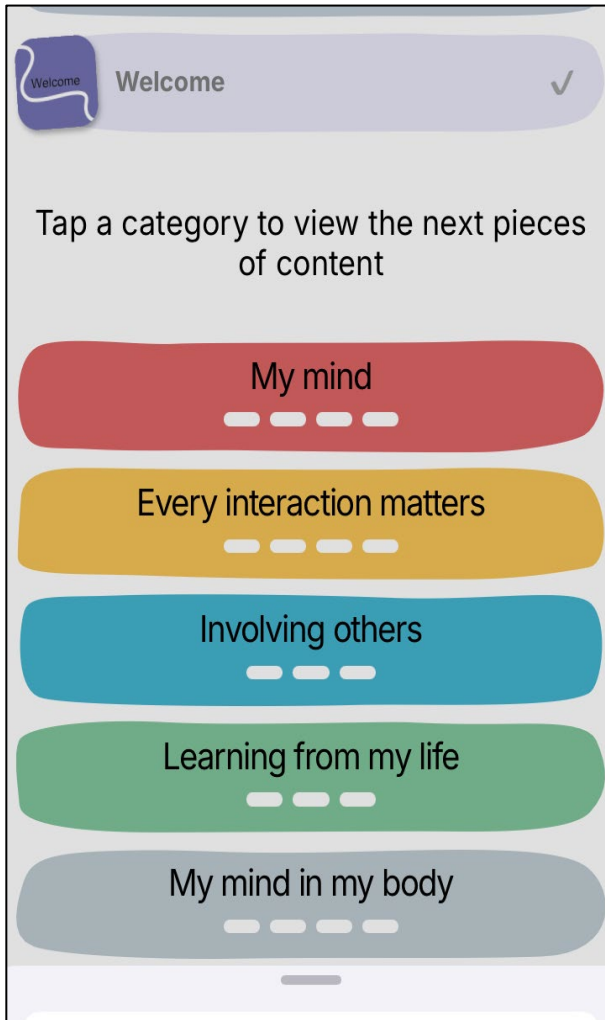 Welcome
Welcome
Tap a category to view the next pieces
of content
My mind
Every interaction matters
Involving others
Learning from my life
My mind in my body